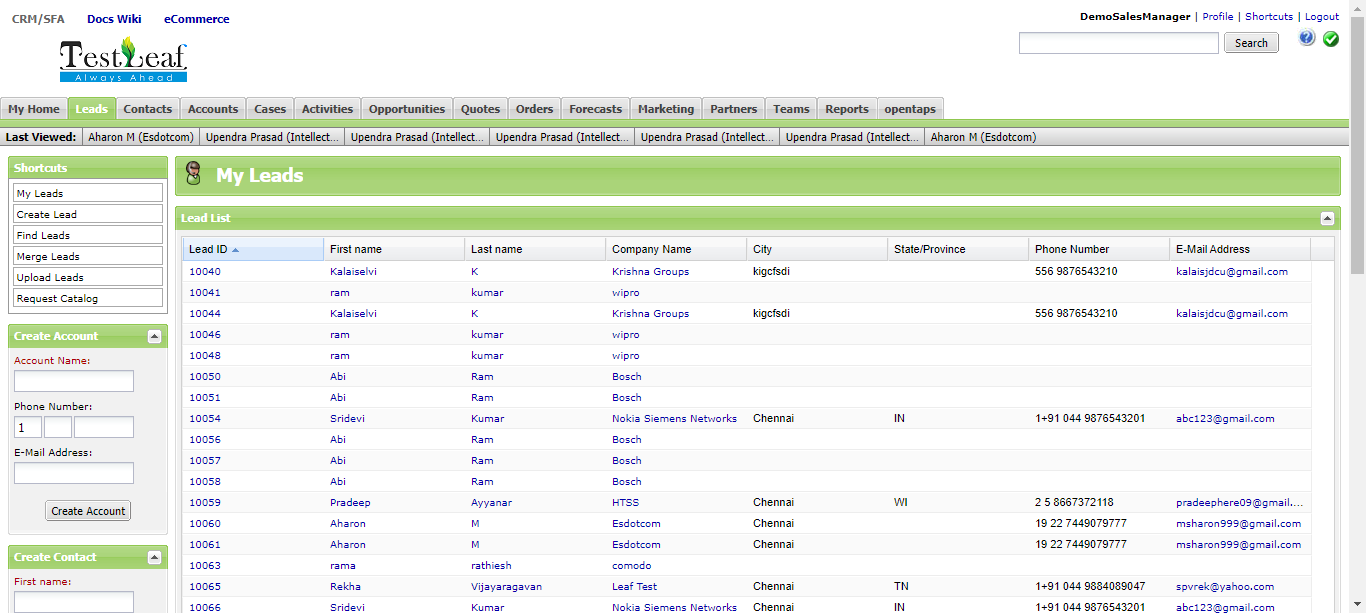 CRM/SFA Docs Wiki eCommerce
DemoSalesManager | Profile | Shortcuts | Logout
TestLeaf
Always Ahead
Search
?
My Home Leads Contacts Accounts Cases Activities Opportunities Quotes Orders Forecasts Marketing Partners Teams Reports opentaps
Last Viewed: Aharon M (Esdotcom) Upendra Prasad (Intellect... Upendra Prasad (Intellect... Upendra Prasad (Intellect... Upendra Prasad (Intellect... Upendra Prasad (Intellect... Aharon M (Esdotcom)
Shortcuts
My Leads
Create Lead
Find Leads
Merge Leads
Upload Leads
Request Catalog
Create Account
Account Name:
Phone Number:
1
E-Mail Address:
Create Account
Create Contact
First name:
My Leads
Lead List
Lead ID First name Last name Company Name City State/Province Phone Number E-Mail Address
10040 Kalaiselvi K Krishna Groups kigcfsdi 556 9876543210 kalaisjdcu@gmail.com
10041 ram kumar wipro
10044 Kalaiselvi K Krishna Groups kigcfsdi 556 9876543210 kalaisjdcu@gmail.com
10046 ram kumar wipro
10048 ram kumar wipro
10050 Abi Ram Bosch
10051 Abi Ram Bosch
10054 Sridevi Kumar Nokia Siemens Networks Chennai IN 1+91 044 9876543201 abc123@gmail.com
10056 Abi Ram Bosch
10057 Abi Ram Bosch
10058 Abi Ram Bosch
10059 Pradeep Ayyanar HTSS Chennai WI 2 5 8667372118 pradeephere09@gmail....
10060 Aharon M Esdotcom Chennai 19 22 7449079777 msharon999@gmail.com
10061 Aharon M Esdotcom Chennai 19 22 7449079777 msharon999@gmail.com
10063 rama rathiesh comodo
10065 Rekha Vijayaragavan Leaf Test Chennai TN 1+91 044 9884089047 spvrek@yahoo.com
10066 Sridevi Kumar Nokia Siemens Networks Chennai IN 1+91 044 9876543201 abc123@gmail.com